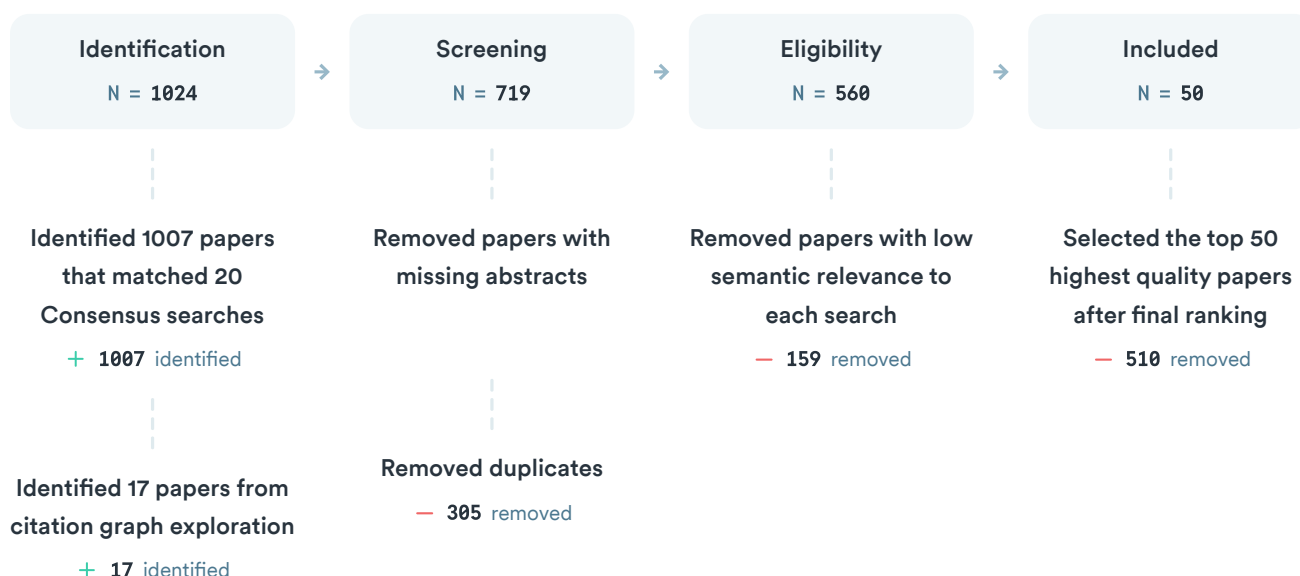 Identification
N = 1024
Screening
N = 719
Eligibility
N = 560
Included
N = 50
Identified 1007 papers
that matched 20
Consensus searches
+ 1007 identified
Identified 17 papers from
citation graph exploration
+ 17 identified
Removed papers with
missing abstracts
Removed duplicates
− 305 removed
Removed papers with low
semantic relevance to
each search
− 159 removed
Selected the top 50
highest quality papers
after final ranking
− 510 removed